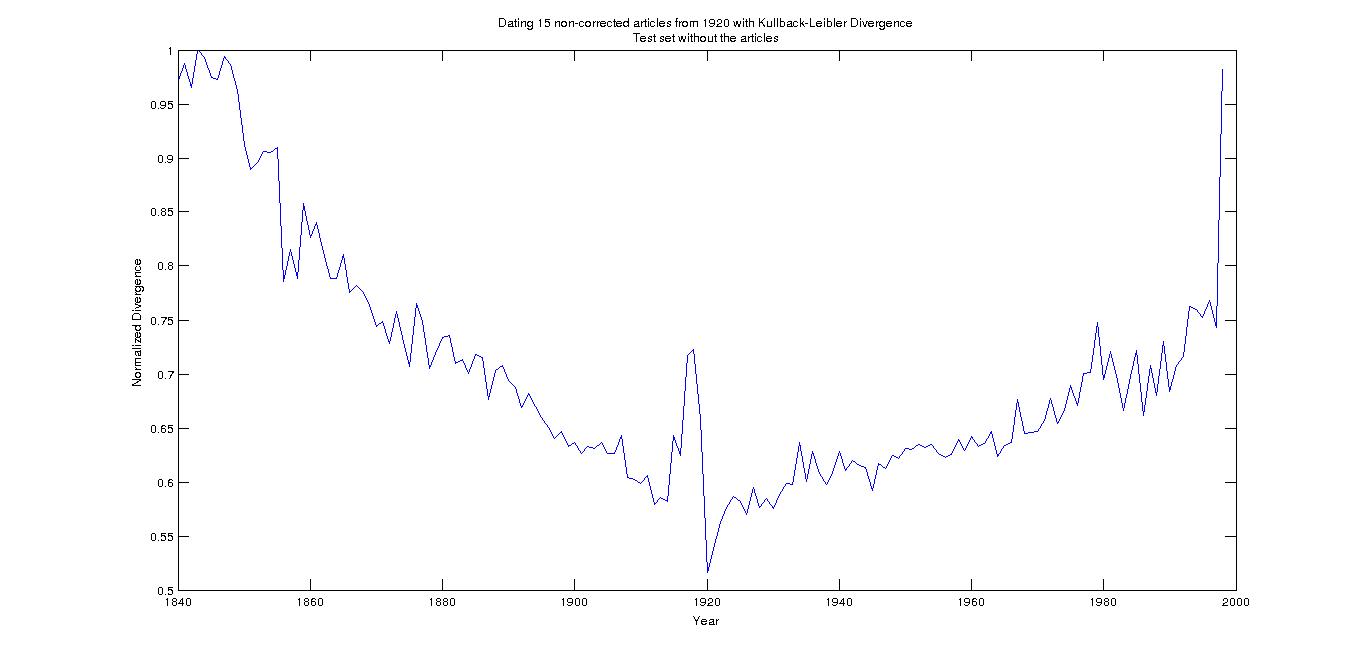 Dating 15 non-corrected articles from 1920 with Kullback-Leibler Divergence
Test set without the articles
1
0.95
0.9
0.85
0.8
0.75
0.7
0.65
0.6
0.55
0.5
Normalized Divergence
1840 1860 1880 1900 1920 1940 1960 1980 2000
Year